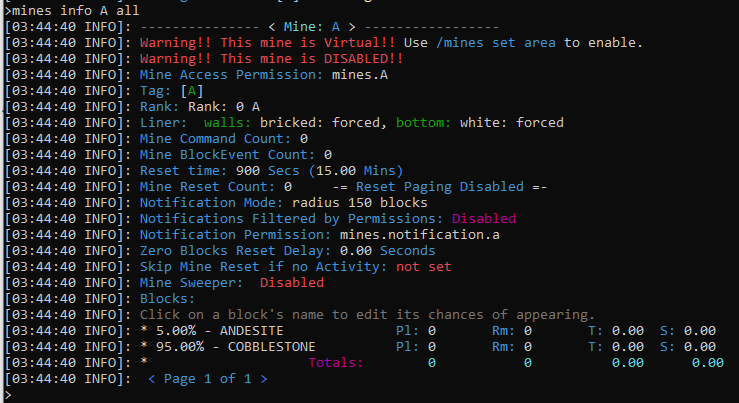 >mines info A all
[03:44:40 INFO]: --------------- < Mine: A > -----------------
[03:44:40 INFO]: Warning!! This mine is Virtual!! Use /mines set area to enable.
[03:44:40 INFO]: Warning!! This mine is DISABLED!!
[03:44:40 INFO]: Mine Access Permission: mines.A
[03:44:40 INFO]: Tag: [A]
[03:44:40 INFO]: Rank: Rank: 0 A
[03:44:40 INFO]: Liner:  walls: bricked: forced, bottom: white: forced
[03:44:40 INFO]: Mine Command Count: 0
[03:44:40 INFO]: Mine BlockEvent Count: 0
[03:44:40 INFO]: Reset time: 900 Secs (15.00 Mins)
[03:44:40 INFO]: Mine Reset Count: 0     -= Reset Paging Disabled =-
[03:44:40 INFO]: Notification Mode: radius 150 blocks
[03:44:40 INFO]: Notifications Filtered by Permissions: Disabled
[03:44:40 INFO]: Notification Permission: mines.notification.a
[03:44:40 INFO]: Zero Blocks Reset Delay: 0.00 Seconds
[03:44:40 INFO]: Skip Mine Reset if no Activity: not set
[03:44:40 INFO]: Mine Sweeper:  Disabled
[03:44:40 INFO]: Blocks:
[03:44:40 INFO]: Click on a block's name to edit its chances of appearing.
[03:44:40 INFO]: * 5.00% - ANDESITE              Pl: 0       Rm: 0       T: 0.00  S: 0.00
[03:44:40 INFO]: * 95.00% - COBBLESTONE          Pl: 0       Rm: 0       T: 0.00  S: 0.00
[03:44:40 INFO]: *                    Totals:        0           0          0.00      0.00
[03:44:40 INFO]:  < Page 1 of 1 >
>